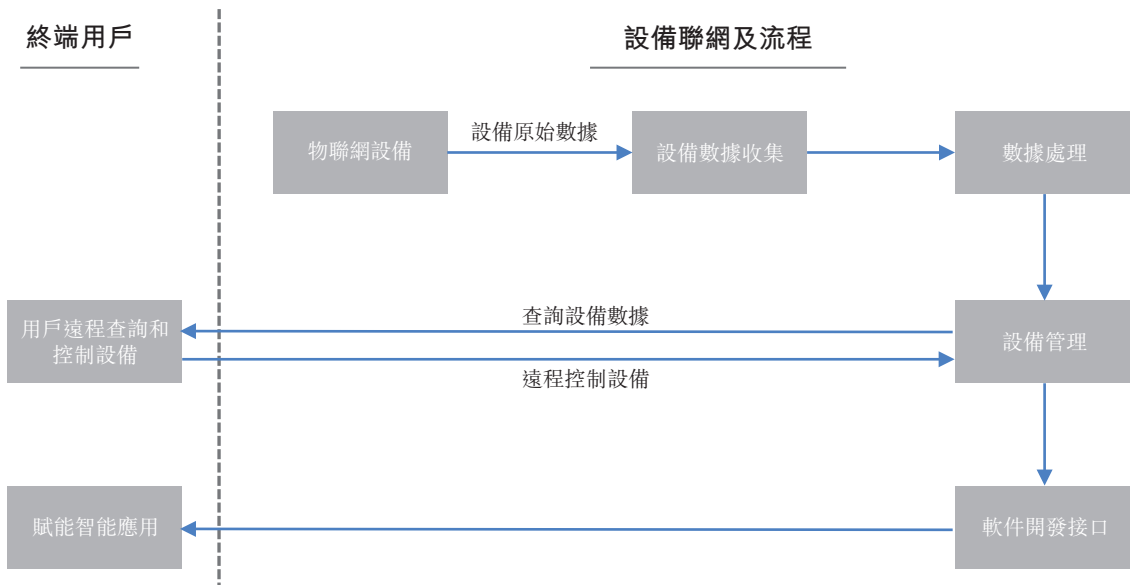 終端用戶
設備聯網及流程
物聯網設備
設備原始數據
設備數據收集
數據處理
用戶遠程查詢和
控制設備
查詢設備數據
遠程控制設備
設備管理
賦能智能應用
軟件開發接口